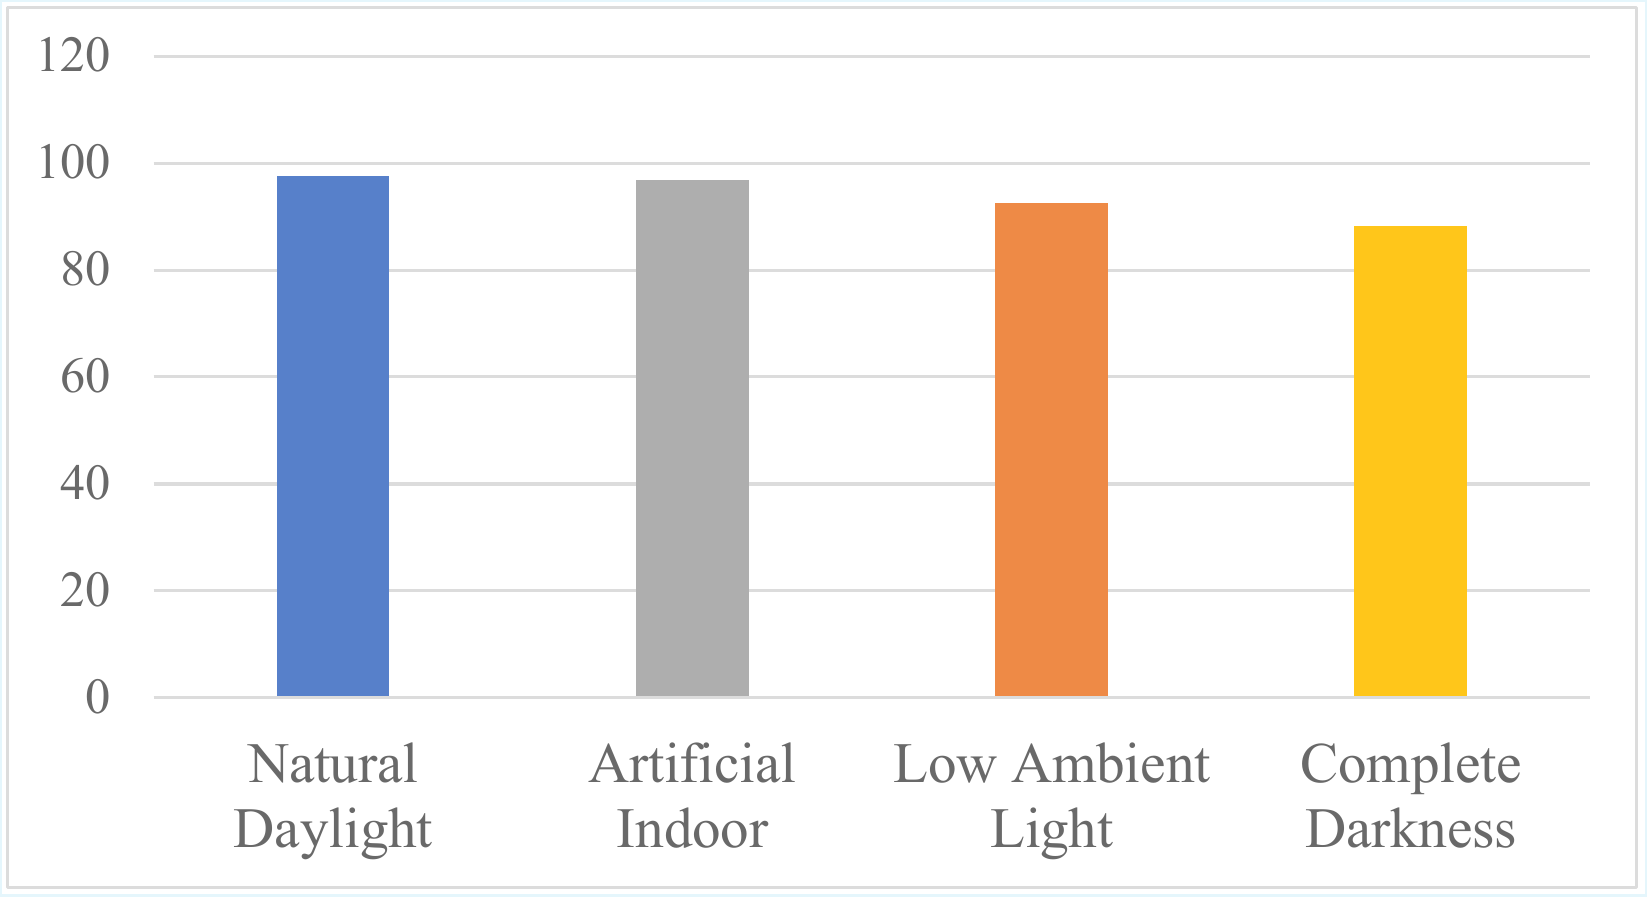 120
100
80
60
40
20
0
Natural
Daylight
Artificial
Indoor
Low Ambient
Light
Complete
Darkness